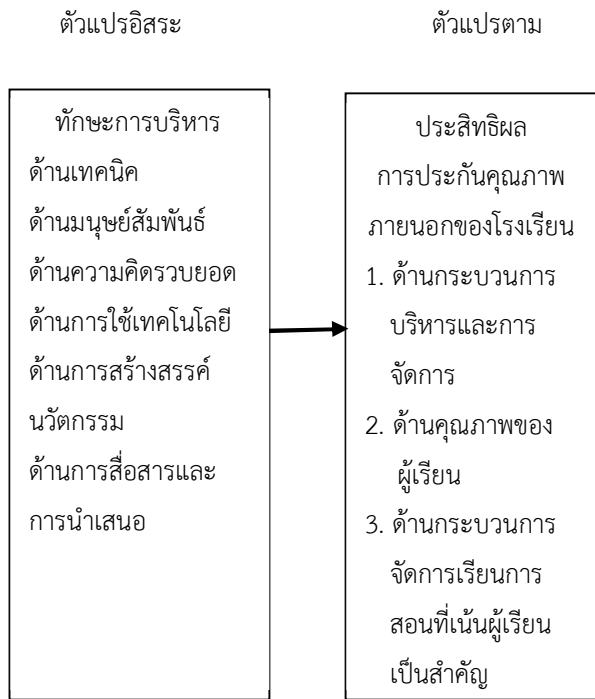 ตัวแปรอิสระ
ตัวแปรตาม
ทักษะการบริหาร
ด้านเทคนิค
ด้านมนุษย์สัมพันธ์
ด้านความคิดรวบยอด
ด้านการใช้เทคโนโลยี
ด้านการสร้างสรรค์
นวัตกรรม
ด้านการสื่อสารและ
การนำเสนอ
ประสิทธิผล
การประกันคุณภาพ
ภายนอกของโรงเรียน
1. ด้านกระบวนการ
บริหารและการ
จัดการ
2. ด้านคุณภาพของ
ผู้เรียน
3. ด้านกระบวนการ
จัดการเรียนการ
สอนที่เน้นผู้เรียน
เป็นสำคัญ